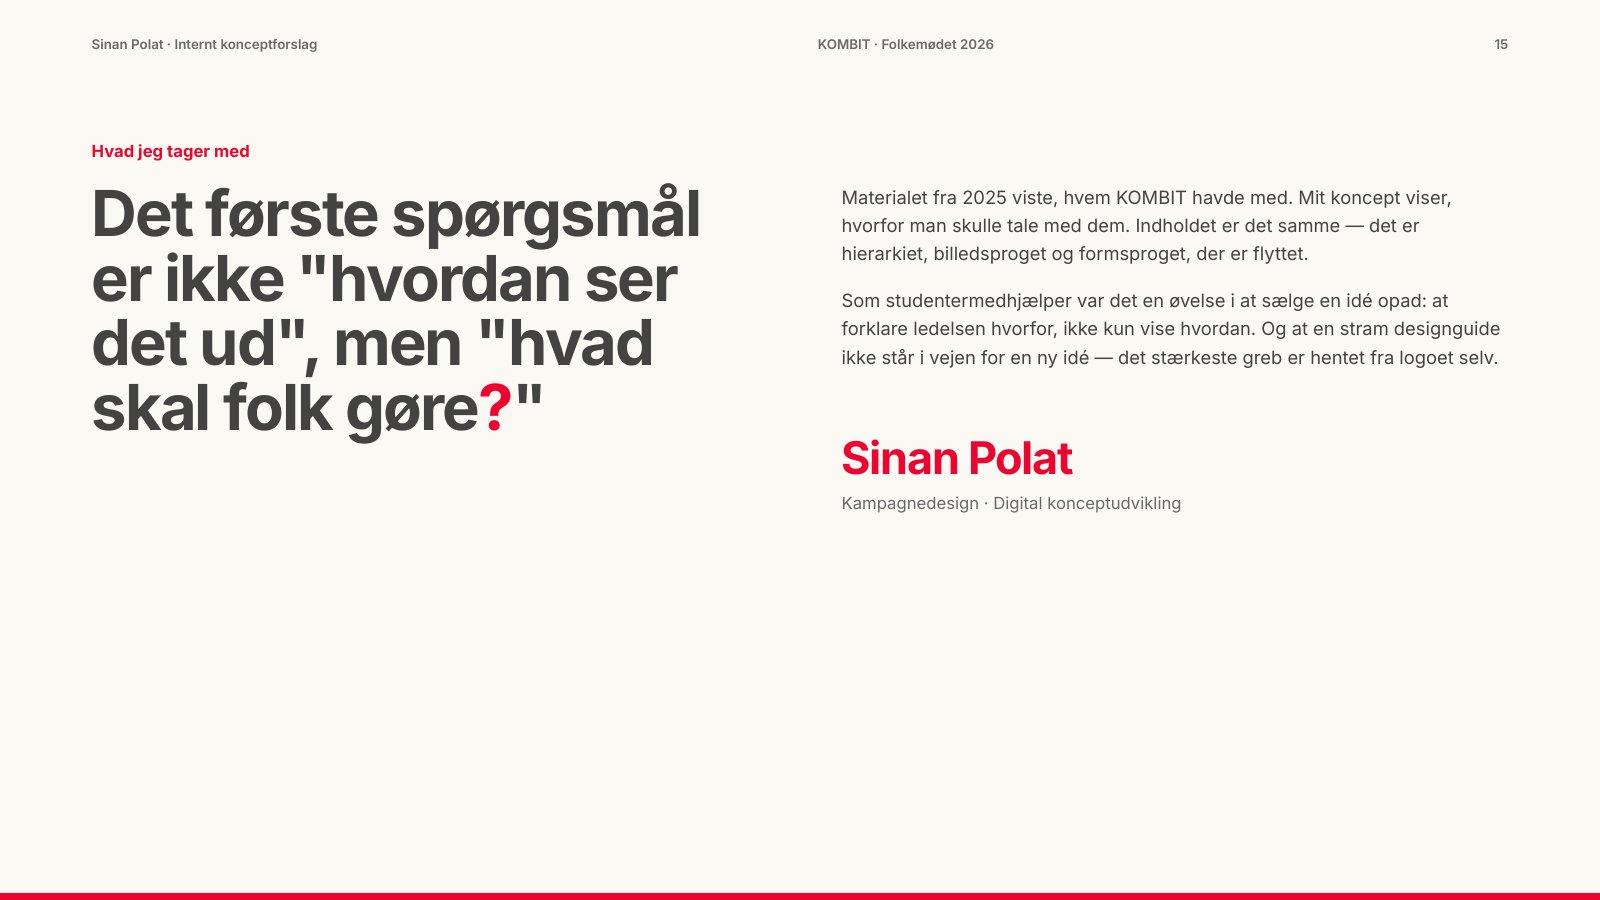 Sinan Polat · Internt konceptforslag
KOMBIT · Folkemødet 2026
15
Hvad jeg tager med
Det første spørgsmål
er ikke "hvordan ser
det ud", men "hvad
skal folk gøre?"
Materialet fra 2025 viste, hvem KOMBIT havde med. Mit koncept viser,
hvorfor man skulle tale med dem. Indholdet er det samme — det er
hierarkiet, billedsproget og formsproget, der er flyttet.
Som studentermedhjælper var det en øvelse i at sælge en idé opad: at
forklare ledelsen hvorfor, ikke kun vise hvordan. Og at en stram designguide
ikke står i vejen for en ny idé — det stærkeste greb er hentet fra logoet selv.
Sinan Polat
Kampagnedesign · Digital konceptudvikling